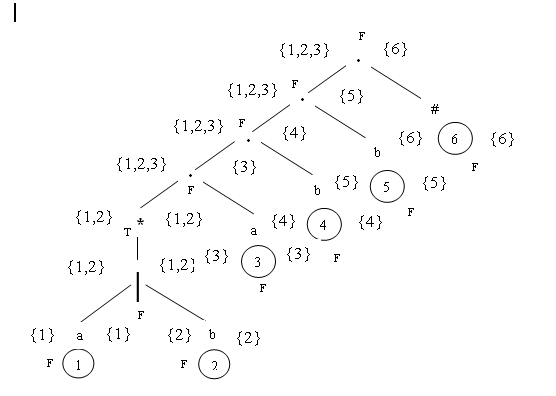 F
{1,2,3} . {6}
{1,2,3} F . {5} #
{1,2,3} F . {4} b {6} 6 {6}
F
{1,2,3} . {3} b {5} 5 {5}
F F
{1,2} T * {1,2} a {4} 4 {4}
{1,2} | {1,2} {3} 3 {3} F
F F
{1} a {1} {2} b {2}
F 1 F 2